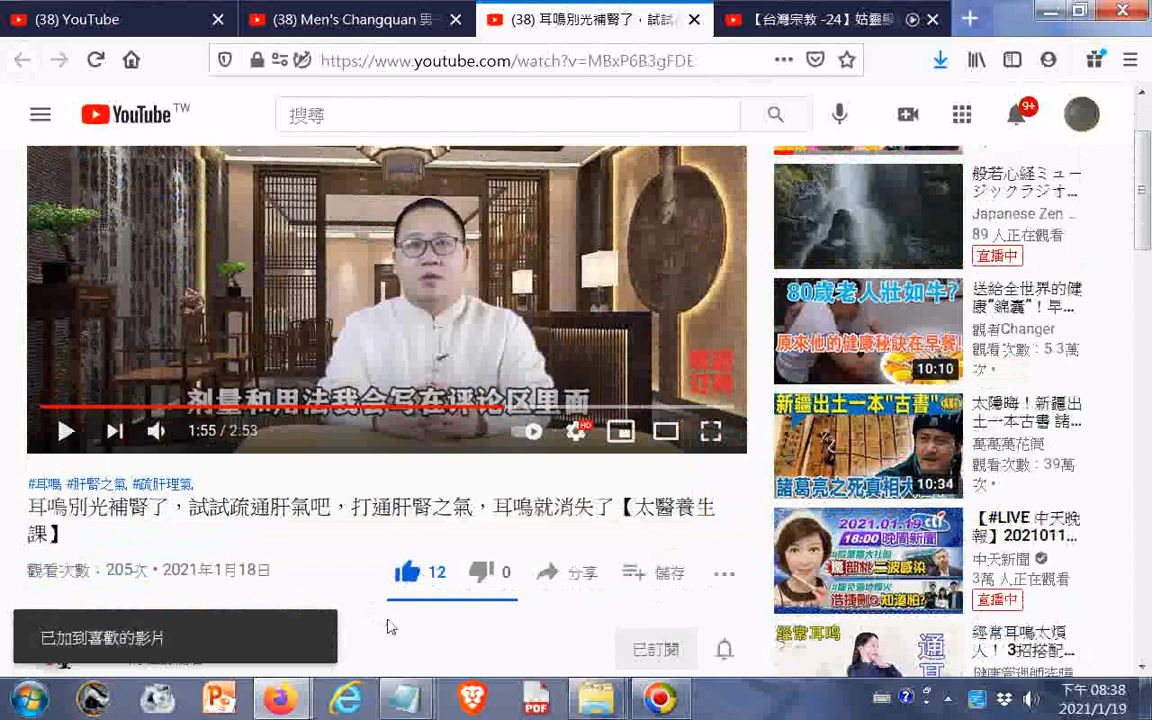 (38) YouTube
(38) Men's Changquan 男
(38) 耳鳴別光補腎了，試試
【台灣宗教 -24】姑靈
https://www.youtube.com/watch?v=MBxP6B3gFDE
YouTube TW
搜尋
9+
剂量和用法我会写在评论区里面
欢迎
订阅
1:55 / 2:53
HD
#耳鳴 #肝腎之氣 #疏肝理氣
耳鳴別光補腎了，試試疏通肝氣吧，打通肝腎之氣，耳鳴就消失了【太醫養生
課】
觀看次數：205次 • 2021年1月18日
12
0
分享
儲存
已加到喜歡的影片
已訂閱
般若心経ミュー
ジックラジオ...
Japanese Zen ...
89 人正在觀看
直播中
80歲老人壯如牛?
原來他的健康秘訣在早餐!
10:10
送給全世界的健
康“錦囊”！早...
觀者Changer
觀看次數：5.3萬
次 •
新疆出土一本"古書"
諸葛亮之死真相大
10:34
太隱晦！新疆出
土一本古書 諸...
萬萬萬花筒
觀看次數：39萬
次 •
2021.01.19 cti
18:00 晚間新聞
二波感染
【#LIVE 中天晚
報】2021011...
中天新聞
3萬 人正在觀看
直播中
經常耳鳴
通
耳
經常耳鳴太煩
人！ 3招搭配...
PDF
下午 08:38
2021/1/19